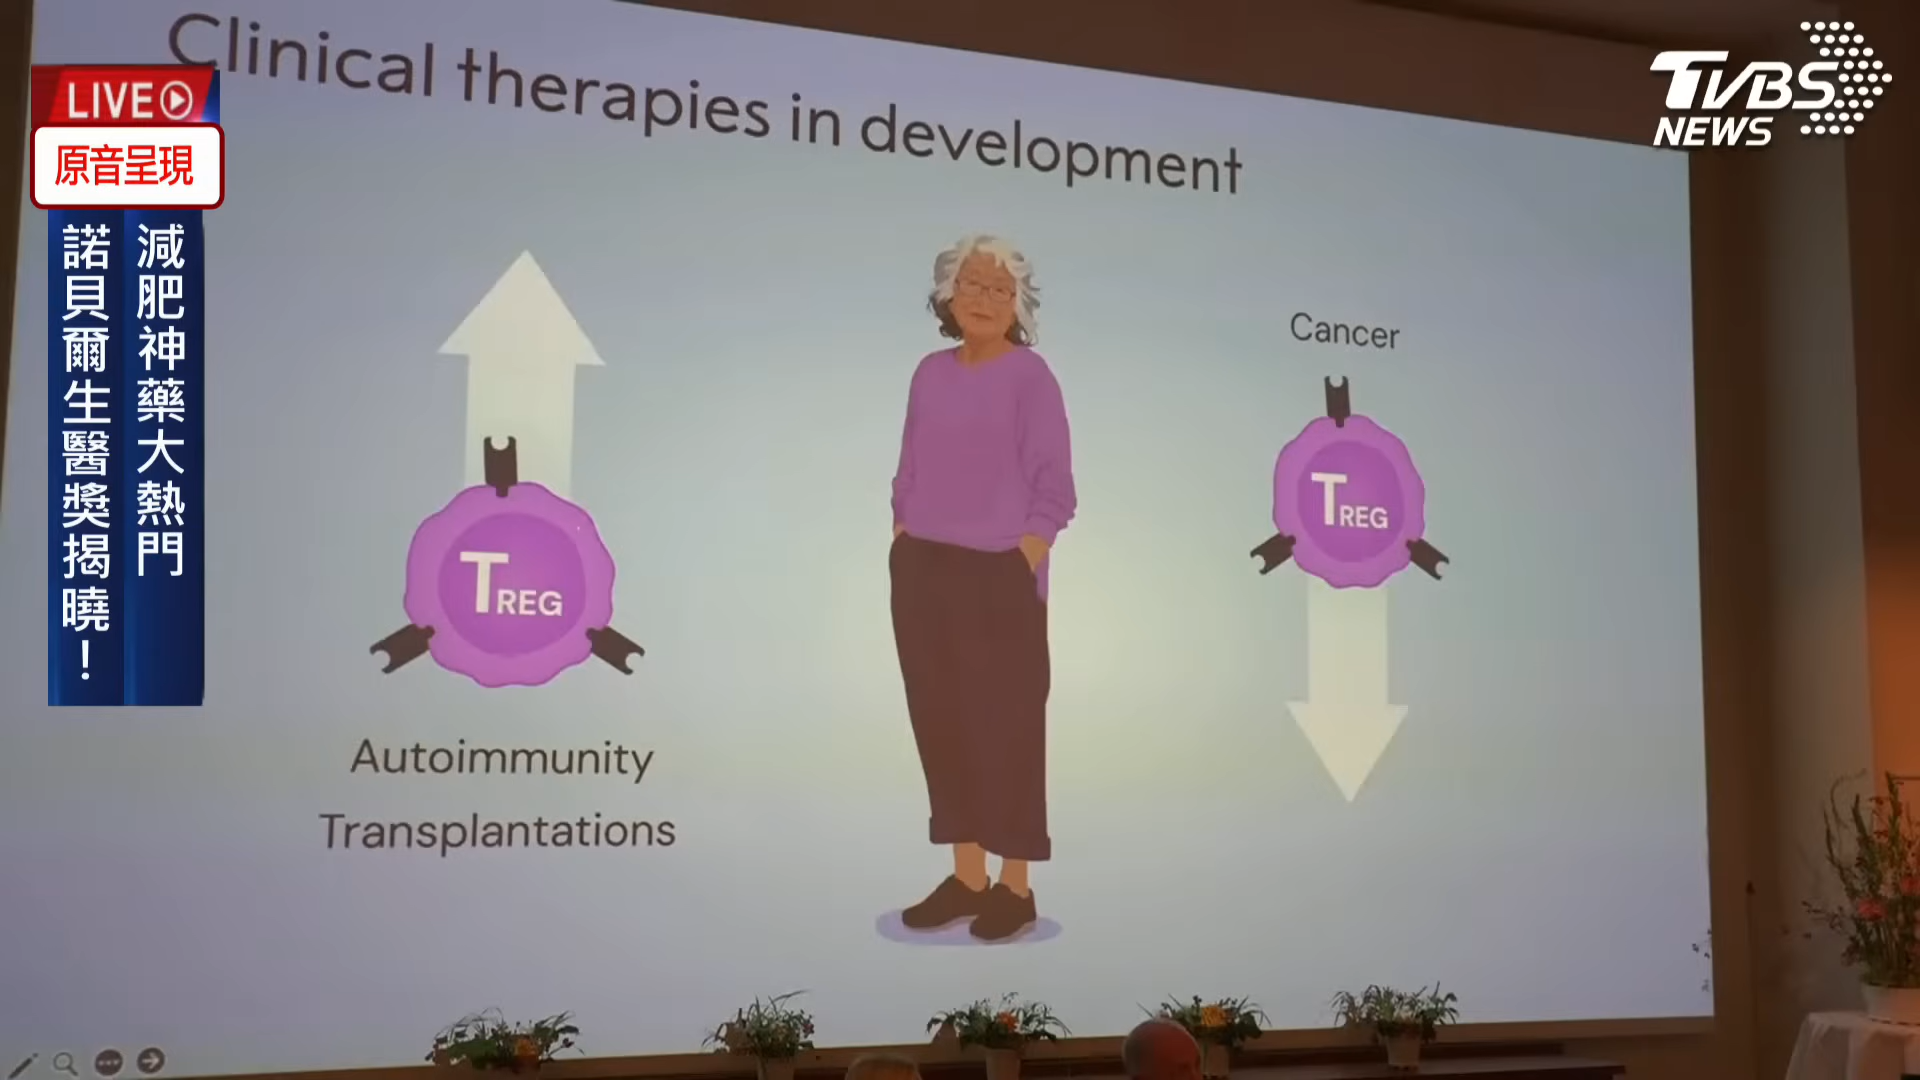 Clinical therapies in development
LIVE
原音呈現
減肥神藥大熱門
諾貝爾生醫獎揭曉！
TVBS
NEWS
Cancer
TREG
TREG
Autoimmunity
Transplantations